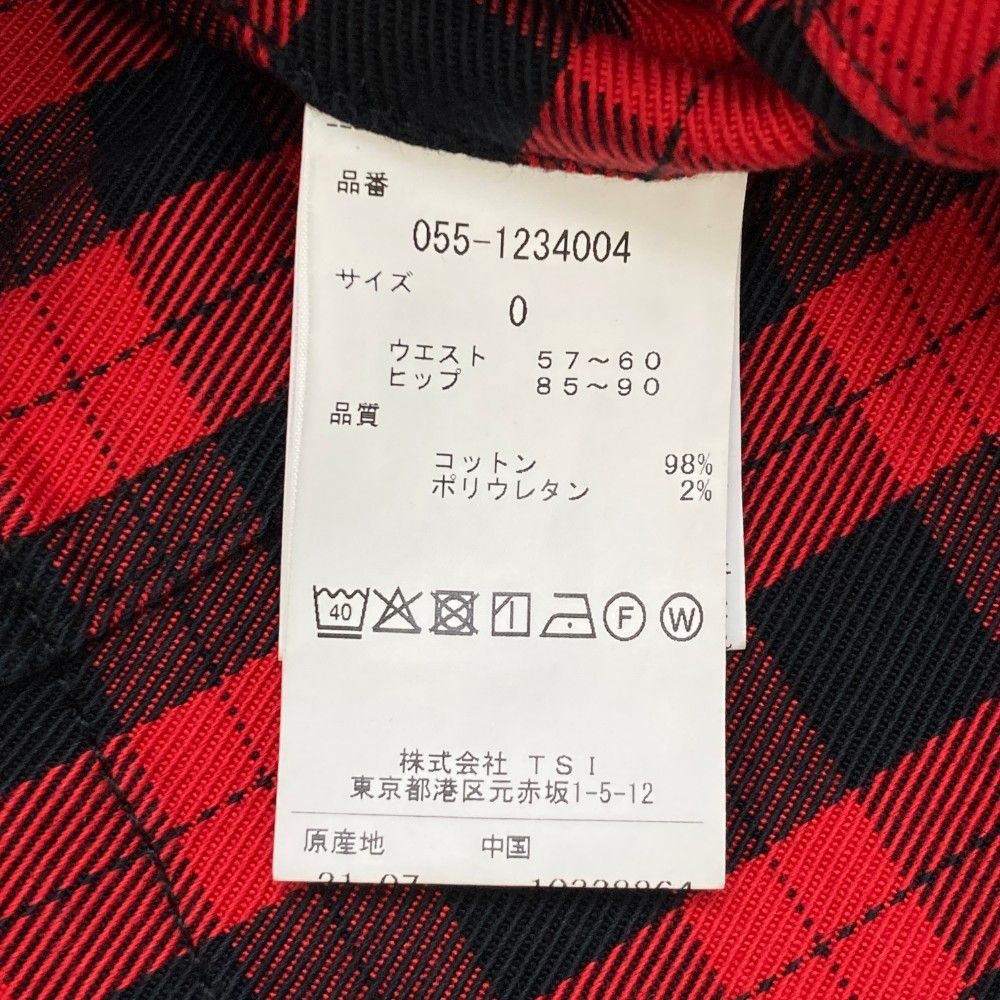 品番
055-1234004
サイズ
0
ウエスト 57～60
ヒップ 85～90
品質
コットン 98%
ポリウレタン 2%
40 F W
株式会社 TSI
東京都港区元赤坂1-5-12
原産地 中国